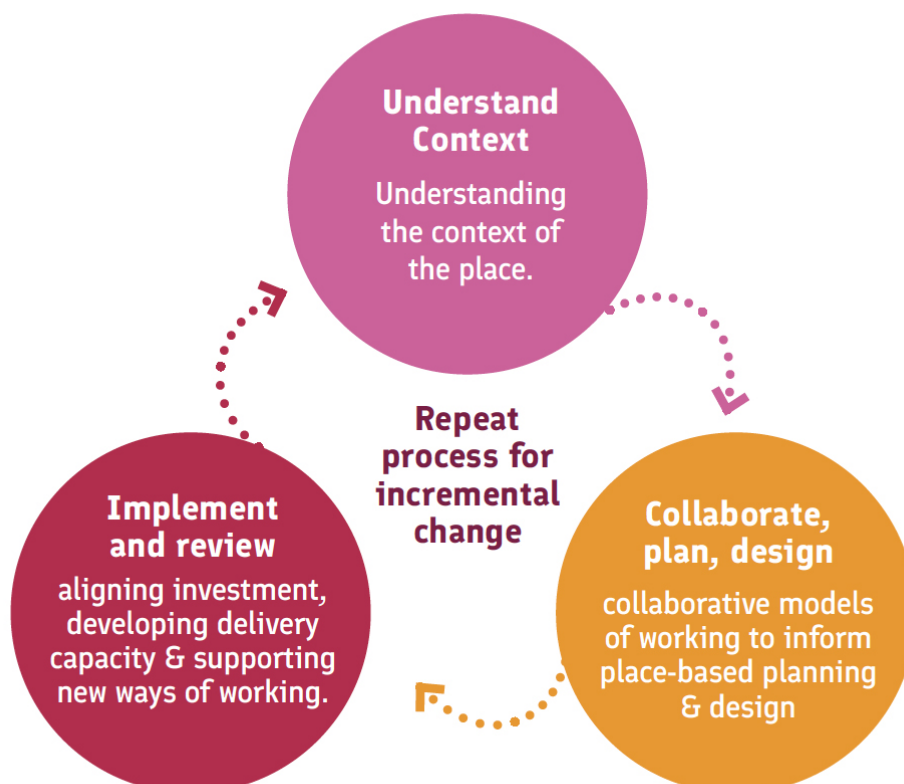 Understand
Context
Understanding
the context of
the place.
Repeat
process for
incremental
change
Collaborate,
plan, design
collaborative models
of working to inform
place-based planning
& design
Implement
and review
aligning investment,
developing delivery
capacity & supporting
new ways of working.